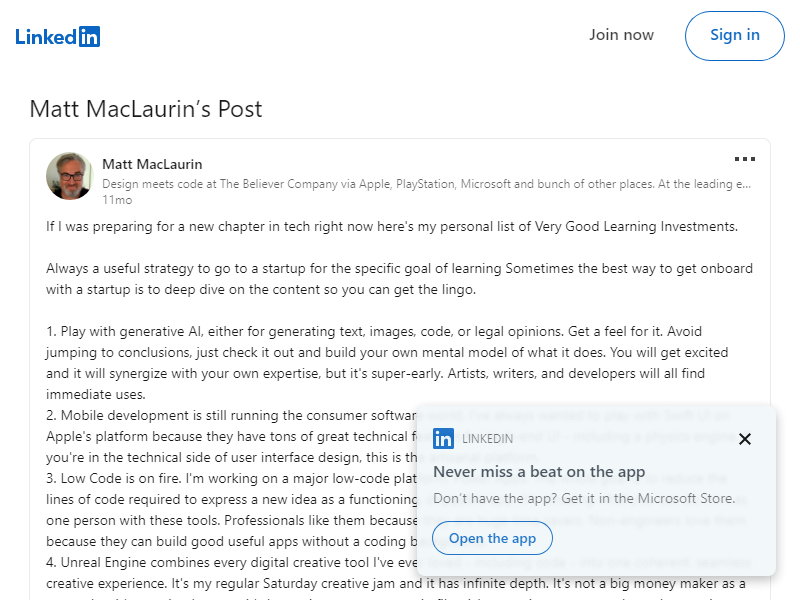 LinkedIn
Join now
Sign in
Matt MacLaurin's Post
Matt MacLaurin
Design meets code at The Believer Company via Apple, PlayStation, Microsoft and bunch of other places. At the leading e...
11mo
If I was preparing for a new chapter in tech right now here's my personal list of Very Good Learning Investments.
Always a useful strategy to go to a startup for the specific goal of learning Sometimes the best way to get onboard
with a startup is to deep dive on the content so you can get the lingo.
1. Play with generative AI, either for generating text, images, code, or legal opinions. Get a feel for it. Avoid
jumping to conclusions, just check it out and build your own mental model of what it does. You will get excited
and it will synergize with your own expertise, but it's super-early. Artists, writers, and developers will all find
immediate uses.
2. Mobile development is still running the consumer software
Apple's platform because they have tons of great technical
you're in the technical side of user interface design, this is
3. Low Code is on fire. I'm working on a major low-code
lines of code required to express a new idea as a functioning
one person with these tools. Professionals like them because
because they can build good useful apps without a coding
4. Unreal Engine combines every digital creative tool I've
creative experience. It's my regular Saturday creative jam and it has infinite depth. It's not a big money maker as a
LINKEDIN
Never miss a beat on the app
Don't have the app? Get it in the Microsoft Store.
Open the app